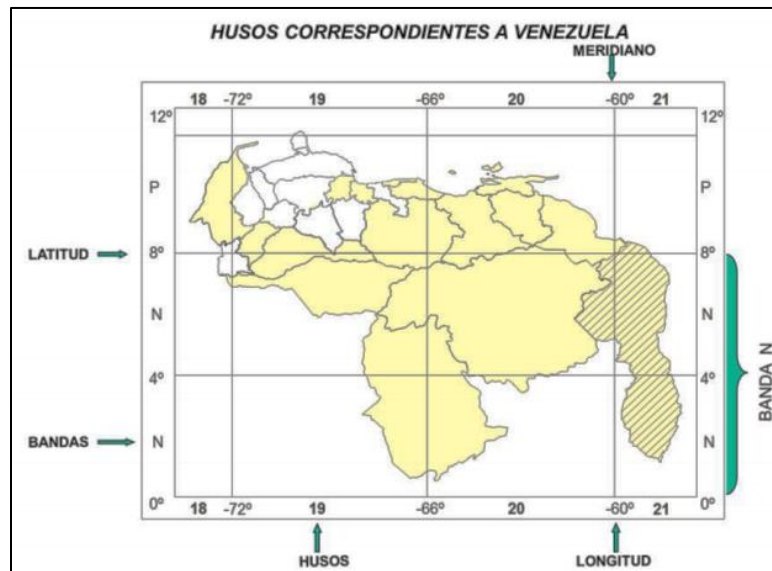 HUSOS CORRESPONDIENTES A VENEZUELA
MERIDIANO
18 -72º 19 -66º 20 -60º 21
12º 12º
P P
LATITUD 8º 8º
N N
4º 4º
BANDA N
BANDAS N N
0º 0º
18 -72º 19 -66º 20 -60º 21
HUSOS LONGITUD